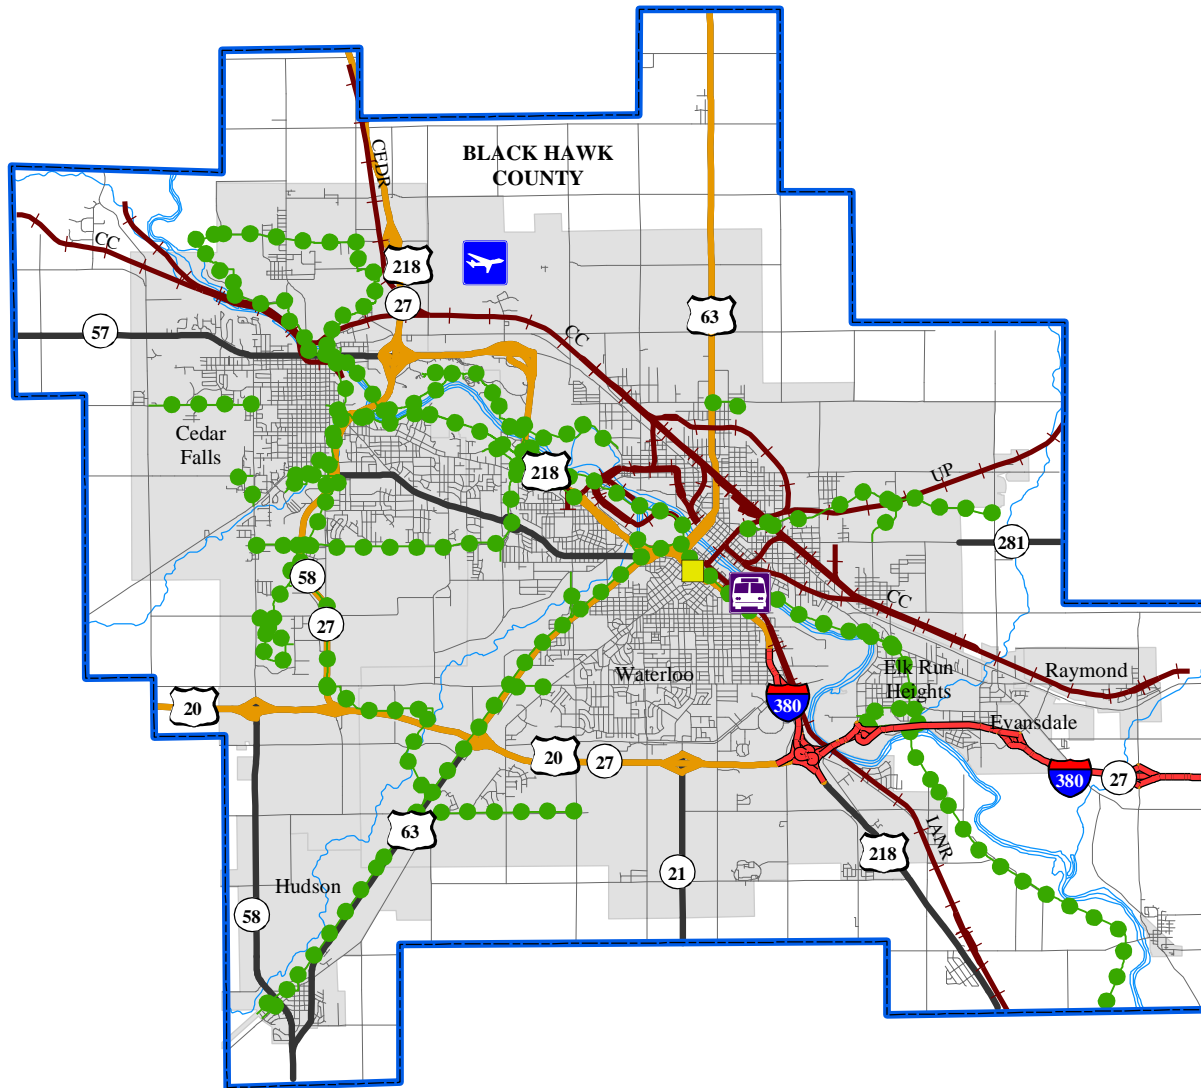 BLACK HAWK
COUNTY
CEDR
CC
218
27
63
57
CC
Cedar
Falls
218
UP
281
58
27
CC
Waterloo
Elk Run
Heights
Raymond
380
20
Evansdale
20
27
380
27
63
IANR
218
21
Hudson
58